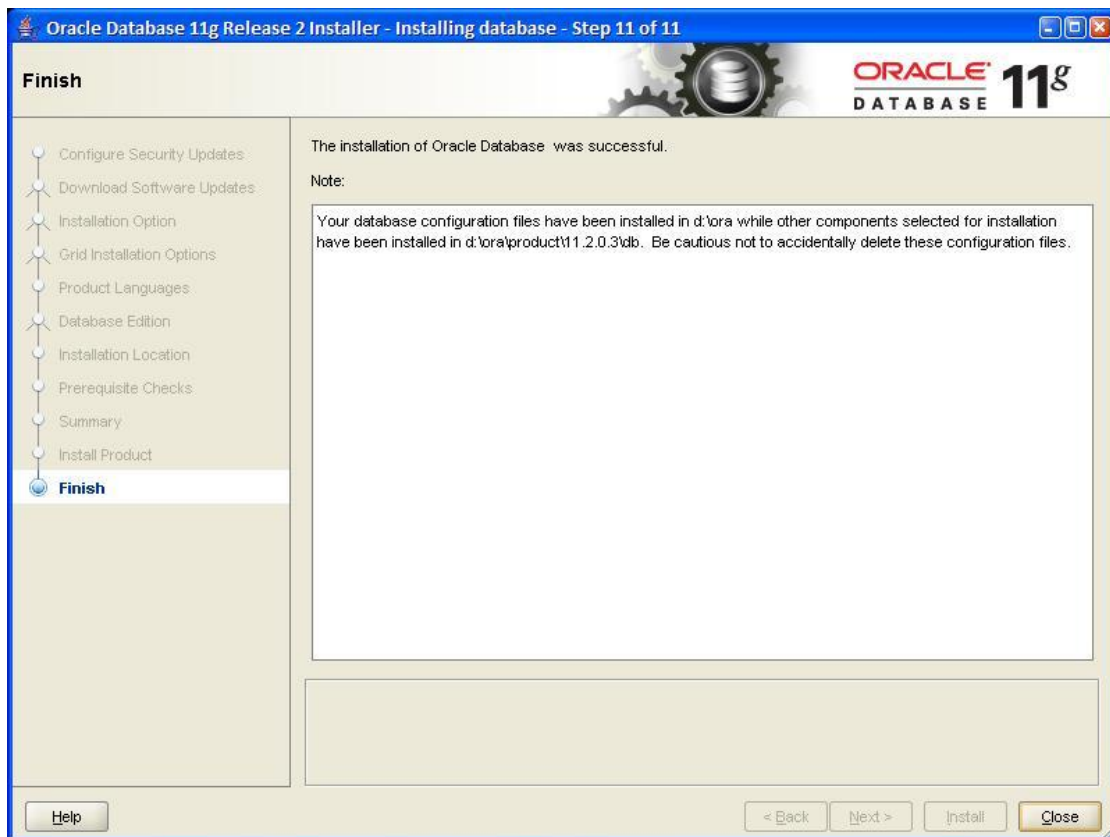 Oracle Database 11g Release 2 Installer - Installing database - Step 11 of 11
Finish
ORACLE
DATABASE
11g
Configure Security Updates
Download Software Updates
Installation Option
Grid Installation Options
Product Languages
Database Edition
Installation Location
Prerequisite Checks
Summary
Install Product
Finish
The installation of Oracle Database  was successful.
Note:
Your database configuration files have been installed in d:\ora while other components selected for installation
have been installed in d:\ora\product\11.2.0.3\db.  Be cautious not to accidentally delete these configuration files.
Help
< Back
Next >
Install
Close